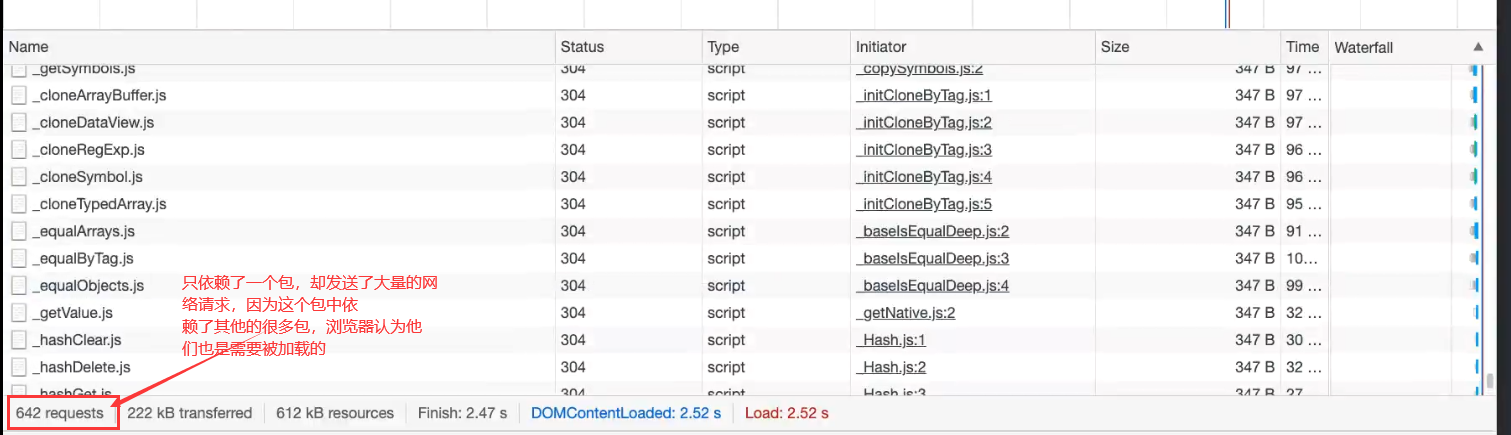 Name Status Type Initiator Size Time Waterfall ▲
_getSymbols.js 304 script _copySymbols.js:2 347 B 97 ...
_cloneArrayBuffer.js 304 script _initCloneByTag.js:1 347 B 97 ...
_cloneDataView.js 304 script _initCloneByTag.js:2 347 B 97 ...
_cloneRegExp.js 304 script _initCloneByTag.js:3 347 B 96 ...
_cloneSymbol.js 304 script _initCloneByTag.js:4 347 B 96 ...
_cloneTypedArray.js 304 script _initCloneByTag.js:5 347 B 95 ...
_equalArrays.js 304 script _baseIsEqualDeep.js:2 347 B 91 ...
_equalByTag.js 304 script _baseIsEqualDeep.js:3 347 B 10...
_equalObjects.js 304 script _baseIsEqualDeep.js:4 347 B 99 ...
_getValue.js 304 script _getNative.js:2 347 B 32 ...
_hashClear.js 304 script _Hash.js:1 347 B 30 ...
_hashDelete.js 304 script _Hash.js:2 347 B 32 ...
_hashGet.js 304 script _Hash.js:3 347 B 27
只依赖了一个包，却发送了大量的网
络请求，因为这个包中依
赖了其他的很多包，浏览器认为他
们也是需要被加载的
642 requests 222 kB transferred 612 kB resources Finish: 2.47 s DOMContentLoaded: 2.52 s Load: 2.52 s